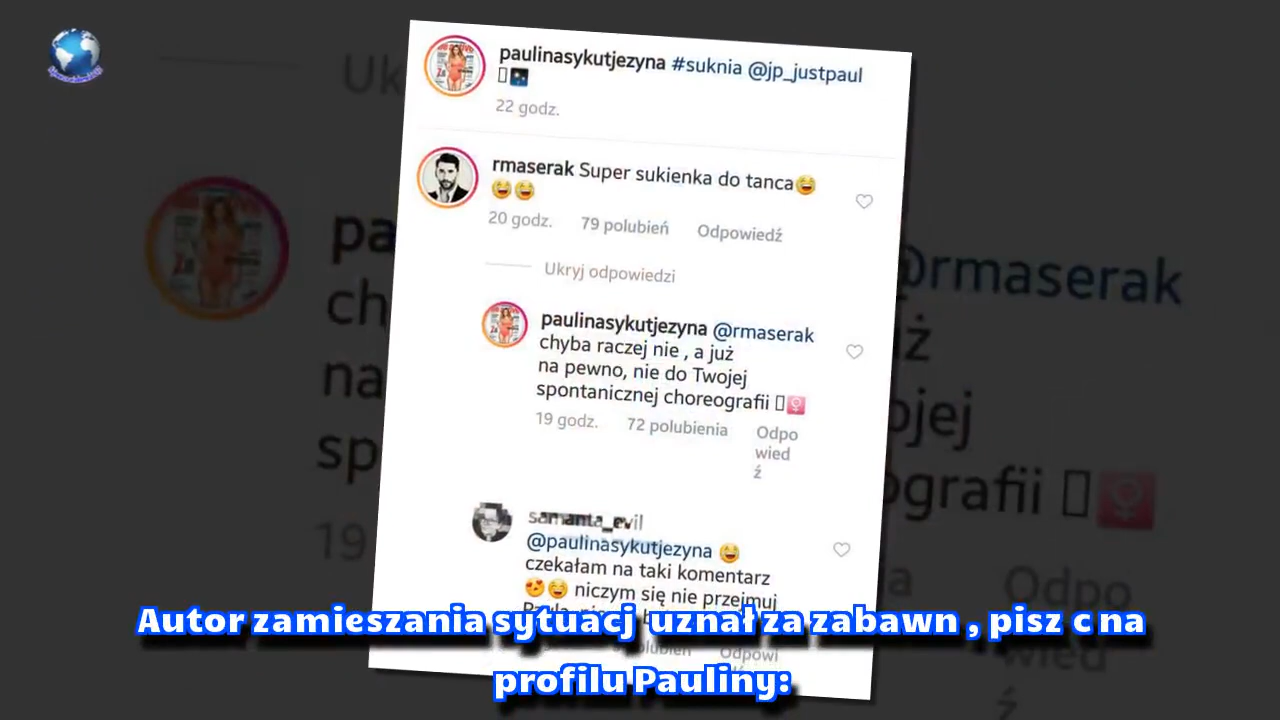 paulinasykutjezyna #suknia @jp_justpaul
22 godz.
rmaserak Super sukienka do tanca😂
😂😂
20 godz. 79 polubień Odpowiedź
Ukryj odpowiedzi
paulinasykutjezyna @rmaserak
chyba raczej nie , a już
na pewno, nie do Twojej
spontanicznej choreografii
19 godz. 72 polubienia Odpo
wied
ź
@paulinasykutjezyna 😂
czekałam na taki komentarz
😍😂 niczym się nie przejmuj
Autor zamieszania sytuacj uznał za zabawn , pisz c na
profilu Pauliny: